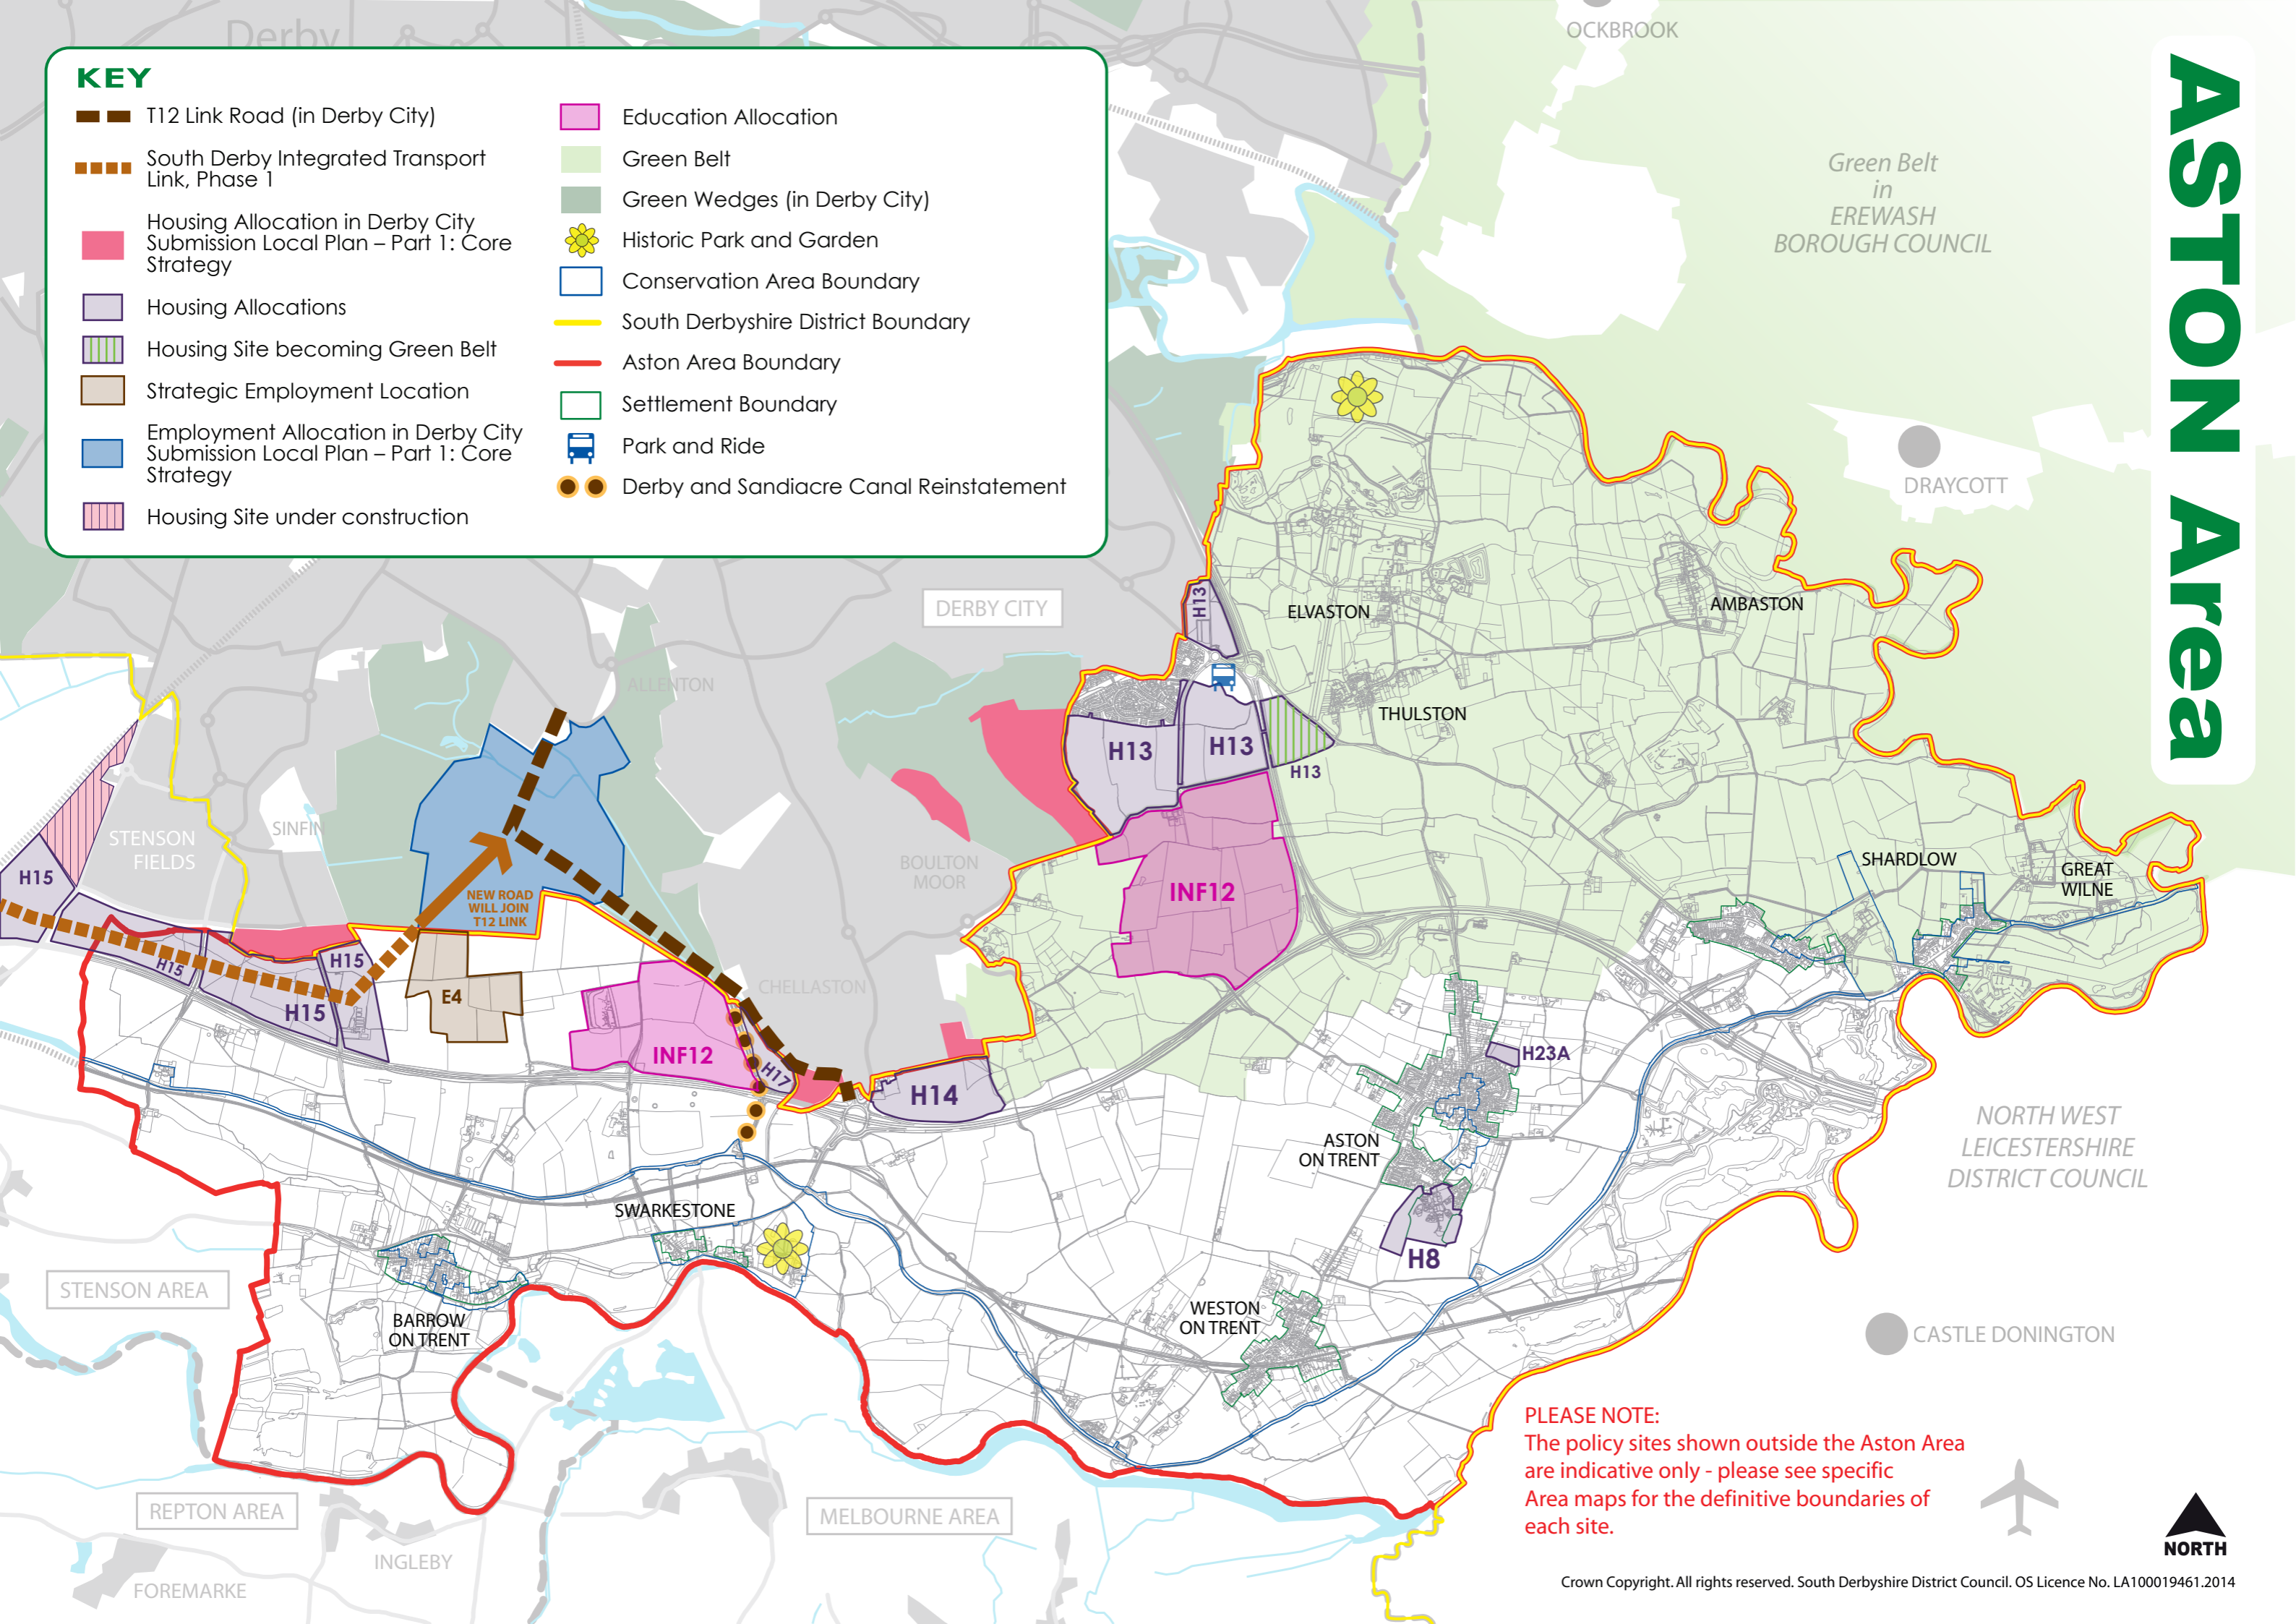 Derby
KEY
T12 Link Road (in Derby City)
South Derby Integrated Transport
Link, Phase 1
Housing Allocation in Derby City
Submission Local Plan – Part 1: Core
Strategy
Housing Allocations
Housing Site becoming Green Belt
Strategic Employment Location
Employment Allocation in Derby City
Submission Local Plan – Part 1: Core
Strategy
Housing Site under construction
Education Allocation
Green Belt
Green Wedges (in Derby City)
Historic Park and Garden
Conservation Area Boundary
South Derbyshire District Boundary
Aston Area Boundary
Settlement Boundary
Park and Ride
Derby and Sandiacre Canal Reinstatement
ASTON Area
OCKBROOK
Green Belt
in
EREWASH
BOROUGH COUNCIL
DRAYCOTT
DERBY CITY
H13
ELVASTON
AMBASTON
ALLENTON
THULSTON
H13
H13
H13
SINFIN
STENSON
FIELDS
BOULTON
MOOR
SHARDLOW
GREAT
WILNE
H15
INF12
NEW ROAD
WILL JOIN
T12 LINK
H15
H15
H15
E4
CHELLASTON
INF12
H17
H14
H23A
ASTON
ON TRENT
NORTH WEST
LEICESTERSHIRE
DISTRICT COUNCIL
SWARKESTONE
H8
STENSON AREA
BARROW
ON TRENT
WESTON
ON TRENT
CASTLE DONINGTON
PLEASE NOTE:
The policy sites shown outside the Aston Area
are indicative only - please see specific
Area maps for the definitive boundaries of
each site.
REPTON AREA
MELBOURNE AREA
INGLEBY
FOREMARKE
NORTH
Crown Copyright. All rights reserved. South Derbyshire District Council. OS Licence No. LA100019461.2014